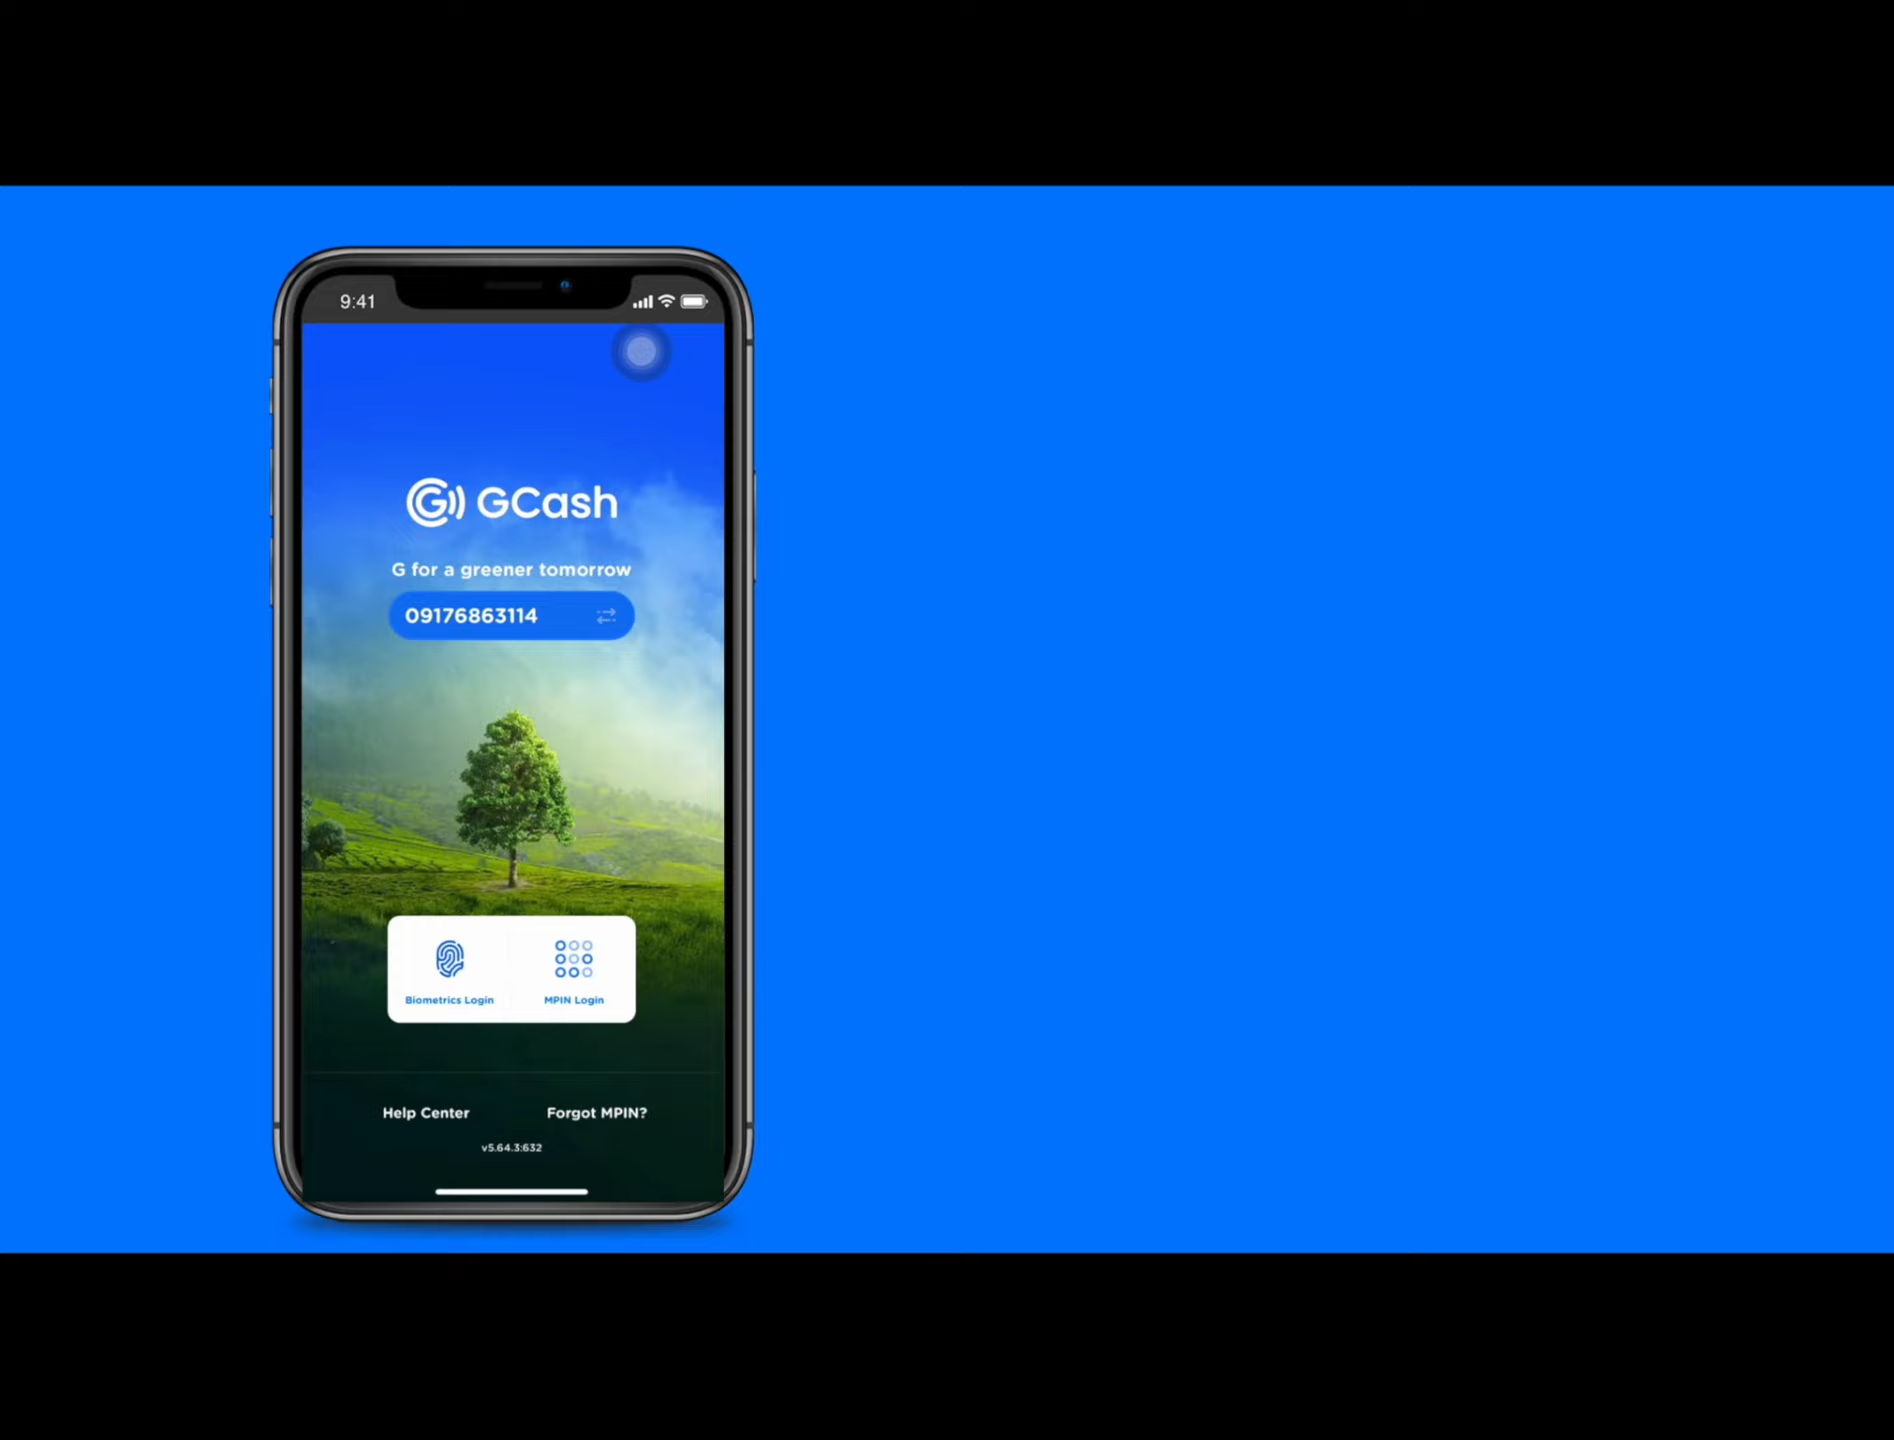 9:41
GCash
G for a greener tomorrow
09176863114
Biometrics Login
MPIN Login
Help Center
Forgot MPIN?
v5.64.3:632